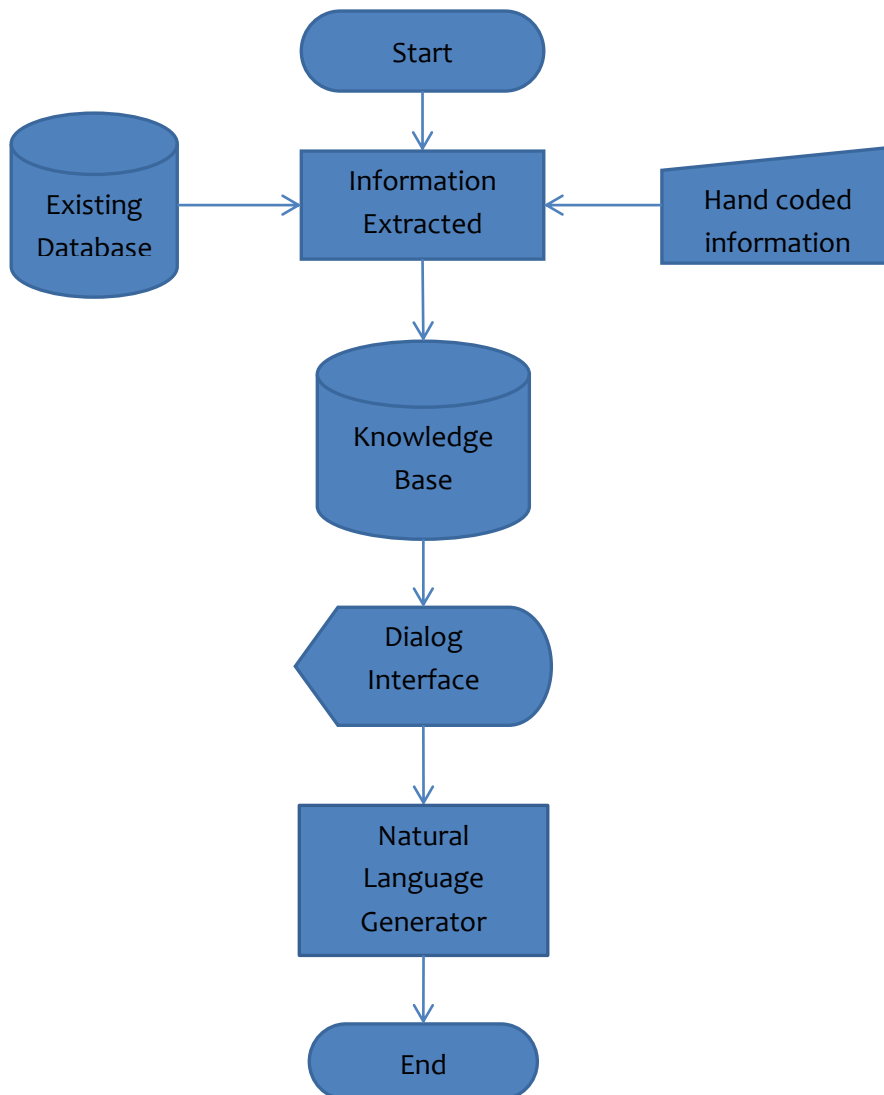 Start
Existing
Database
Information
Extracted
Hand coded
information
Knowledge
Base
Dialog
Interface
Natural
Language
Generator
End